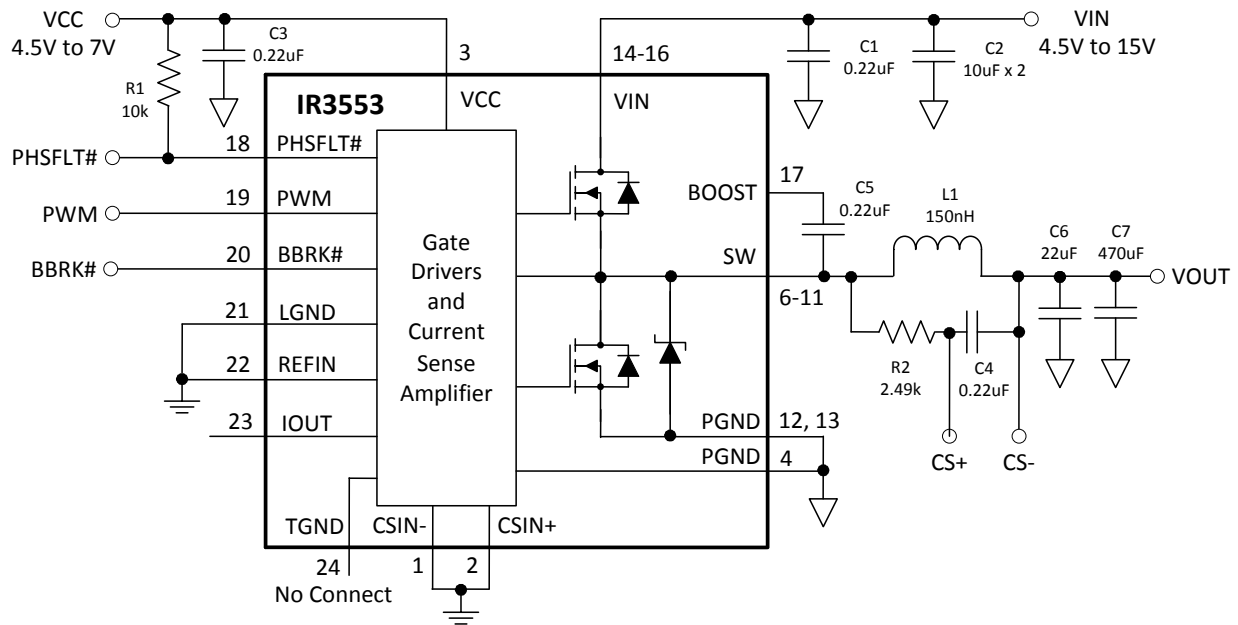 VCC
4.5V to 7V
C3
0.22uF
R1
10k
3
14-16
C1
0.22uF
C2
10uF x 2
VIN
4.5V to 15V
IR3553
VCC
VIN
PHSFLT#
18
PHSFLT#
PWM
19
PWM
BBRK#
20
BBRK#
21
LGND
22
REFIN
23
IOUT
Gate
Drivers
and
Current
Sense
Amplifier
BOOST
17
C5
0.22uF
SW
6-11
L1
150nH
C6
22uF
C7
470uF
VOUT
R2
2.49k
C4
0.22uF
CS+
CS-
PGND
12, 13
PGND
4
TGND
CSIN-
CSIN+
24
1
2
No Connect